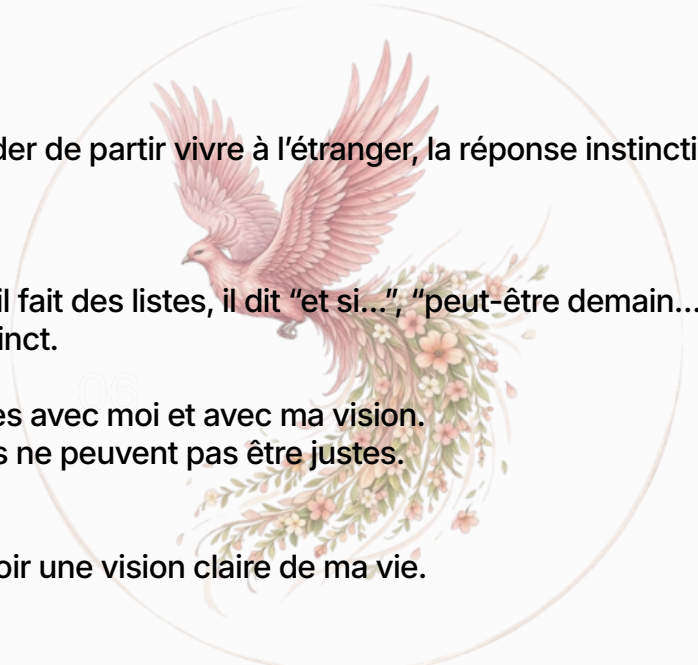 der de partir vivre à l’étranger, la réponse instincti
il fait des listes, il dit “et si...”, “peut-être demain...
inct.
06
es avec moi et avec ma vision.
s ne peuvent pas être justes.
oir une vision claire de ma vie.